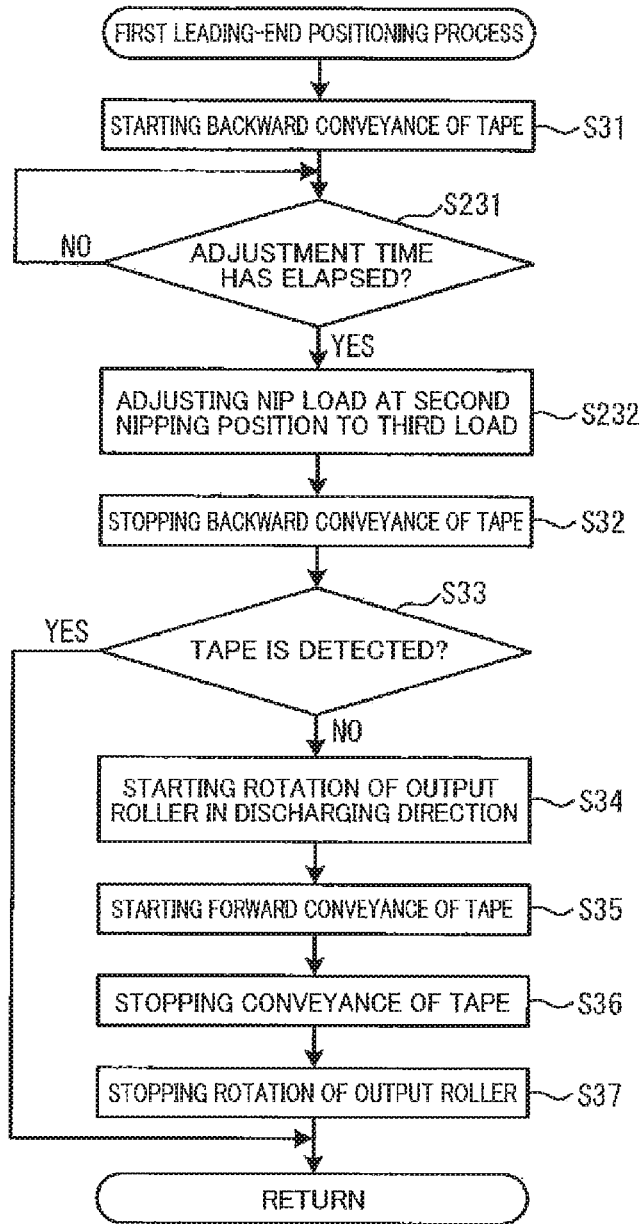 FIRST LEADING-END POSITIONING PROCESS
STARTING BACKWARD CONVEYANCE OF TAPE
S31
S231
NO
ADJUSTMENT TIME
HAS ELAPSED?
YES
ADJUSTING NIP LOAD AT SECOND
NIPPING POSITION TO THIRD LOAD
S232
STOPPING BACKWARD CONVEYANCE OF TAPE
S32
S33
YES
TAPE IS DETECTED?
NO
STARTING ROTATION OF OUTPUT
ROLLER IN DISCHARGING DIRECTION
S34
STARTING FORWARD CONVEYANCE OF TAPE
S35
STOPPING CONVEYANCE OF TAPE
S36
STOPPING ROTATION OF OUTPUT ROLLER
S37
RETURN